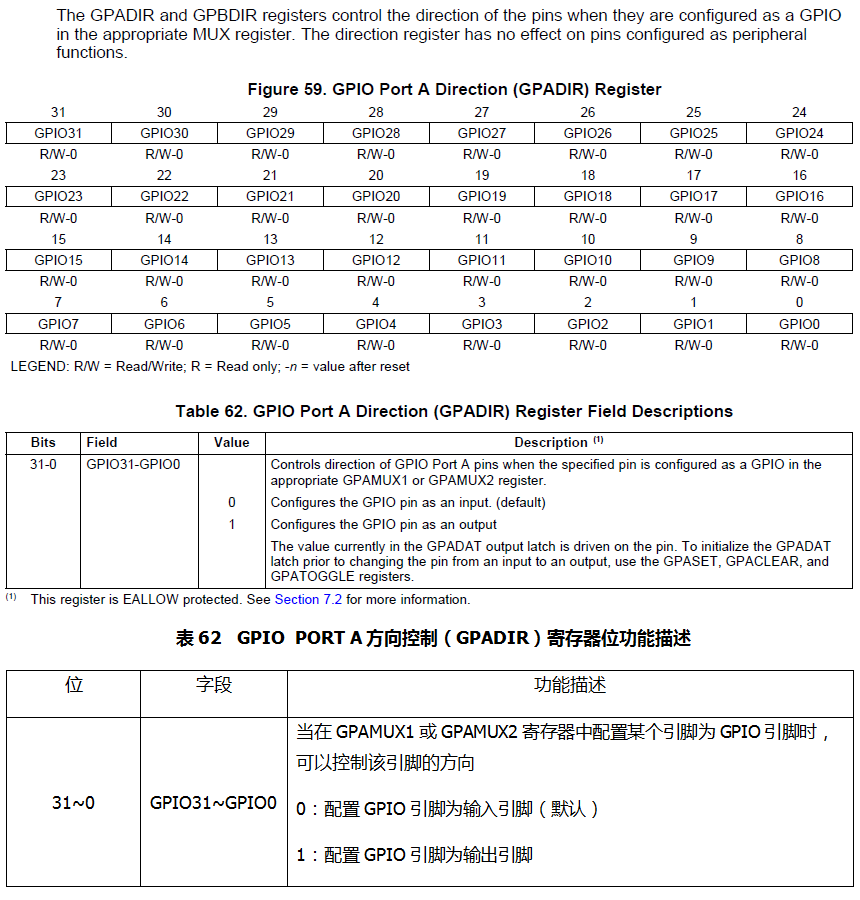 The GPADIR and GPBDIR registers control the direction of the pins when they are configured as a GPIO
in the appropriate MUX register. The direction register has no effect on pins configured as peripheral
functions.
Figure 59. GPIO Port A Direction (GPADIR) Register
31 30 29 28 27 26 25 24
GPIO31 GPIO30 GPIO29 GPIO28 GPIO27 GPIO26 GPIO25 GPIO24
R/W-0 R/W-0 R/W-0 R/W-0 R/W-0 R/W-0 R/W-0 R/W-0
23 22 21 20 19 18 17 16
GPIO23 GPIO22 GPIO21 GPIO20 GPIO19 GPIO18 GPIO17 GPIO16
R/W-0 R/W-0 R/W-0 R/W-0 R/W-0 R/W-0 R/W-0 R/W-0
15 14 13 12 11 10 9 8
GPIO15 GPIO14 GPIO13 GPIO12 GPIO11 GPIO10 GPIO9 GPIO8
R/W-0 R/W-0 R/W-0 R/W-0 R/W-0 R/W-0 R/W-0 R/W-0
7 6 5 4 3 2 1 0
GPIO7 GPIO6 GPIO5 GPIO4 GPIO3 GPIO2 GPIO1 GPIO0
R/W-0 R/W-0 R/W-0 R/W-0 R/W-0 R/W-0 R/W-0 R/W-0
LEGEND: R/W = Read/Write; R = Read only; -n = value after reset
Table 62. GPIO Port A Direction (GPADIR) Register Field Descriptions
Bits Field Value Description (1)
31-0 GPIO31-GPIO0 Controls direction of GPIO Port A pins when the specified pin is configured as a GPIO in the
appropriate GPAMUX1 or GPAMUX2 register.
0 Configures the GPIO pin as an input. (default)
1 Configures the GPIO pin as an output
The value currently in the GPADAT output latch is driven on the pin. To initialize the GPADAT
latch prior to changing the pin from an input to an output, use the GPASET, GPACLEAR, and
GPATOGGLE registers.
(1) This register is EALLOW protected. See Section 7.2 for more information.
表 62 GPIO PORT A 方向控制（GPADIR）寄存器位功能描述
位 字段 功能描述
当在 GPAMUX1 或 GPAMUX2 寄存器中配置某个引脚为 GPIO 引脚时，
可以控制该引脚的方向
31~0 GPIO31~GPIO0 0：配置 GPIO 引脚为输入引脚（默认）
1：配置 GPIO 引脚为输出引脚